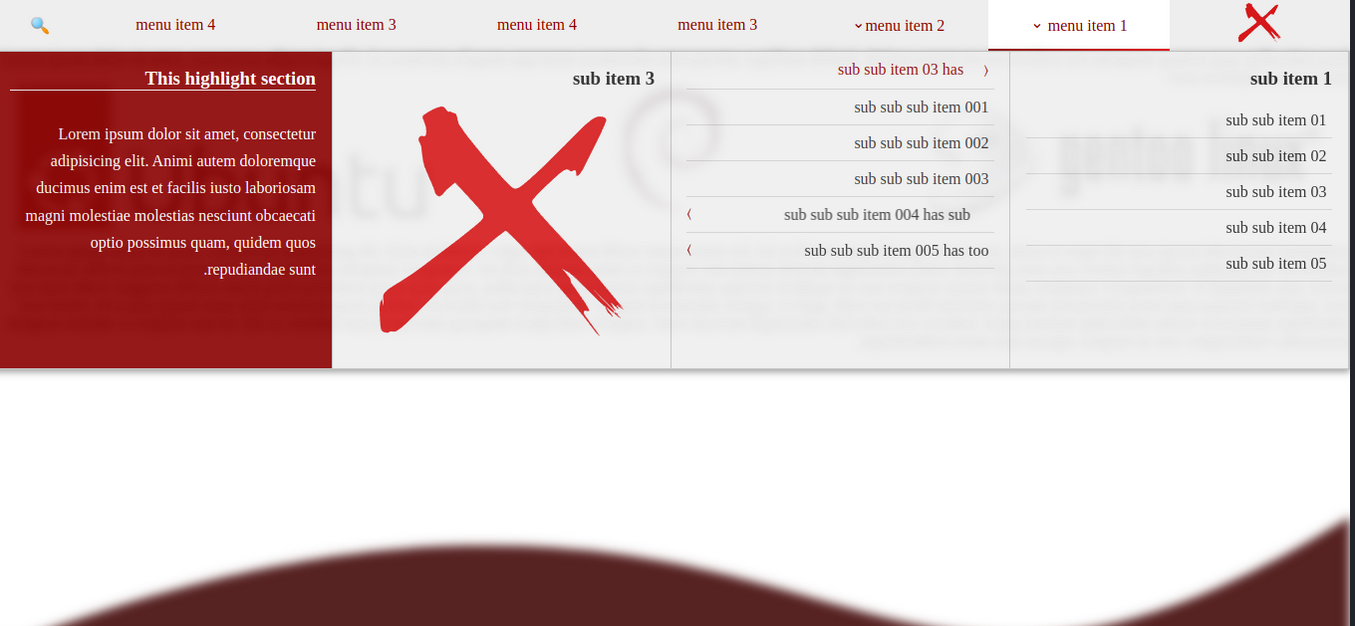 menu item 1
menu item 2
menu item 3
menu item 4
menu item 3
menu item 4
sub item 1
sub sub item 01
sub sub item 02
sub sub item 03
sub sub item 04
sub sub item 05
sub sub item 03 has
sub sub sub item 001
sub sub sub item 002
sub sub sub item 003
sub sub sub item 004 has sub
sub sub sub item 005 has too
sub item 3
This highlight section
Lorem ipsum dolor sit amet, consectetur
adipisicing elit. Animi autem doloremque
ducimus enim est et facilis iusto laboriosam
magni molestiae molestias nesciunt obcaecati
optio possimus quam, quidem quos
.repudiandae sunt
ubuntu
gentoo linux